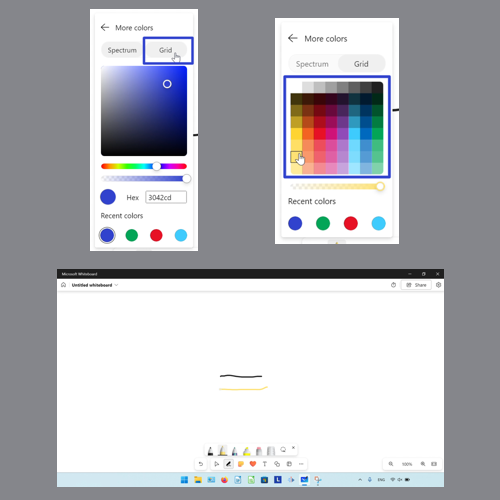 More colors
Spectrum Grid
Hex 3042cd
Recent colors
More colors
Spectrum Grid
Recent colors
Microsoft Whiteboard
Untitled whiteboard
Share
100%
ENG